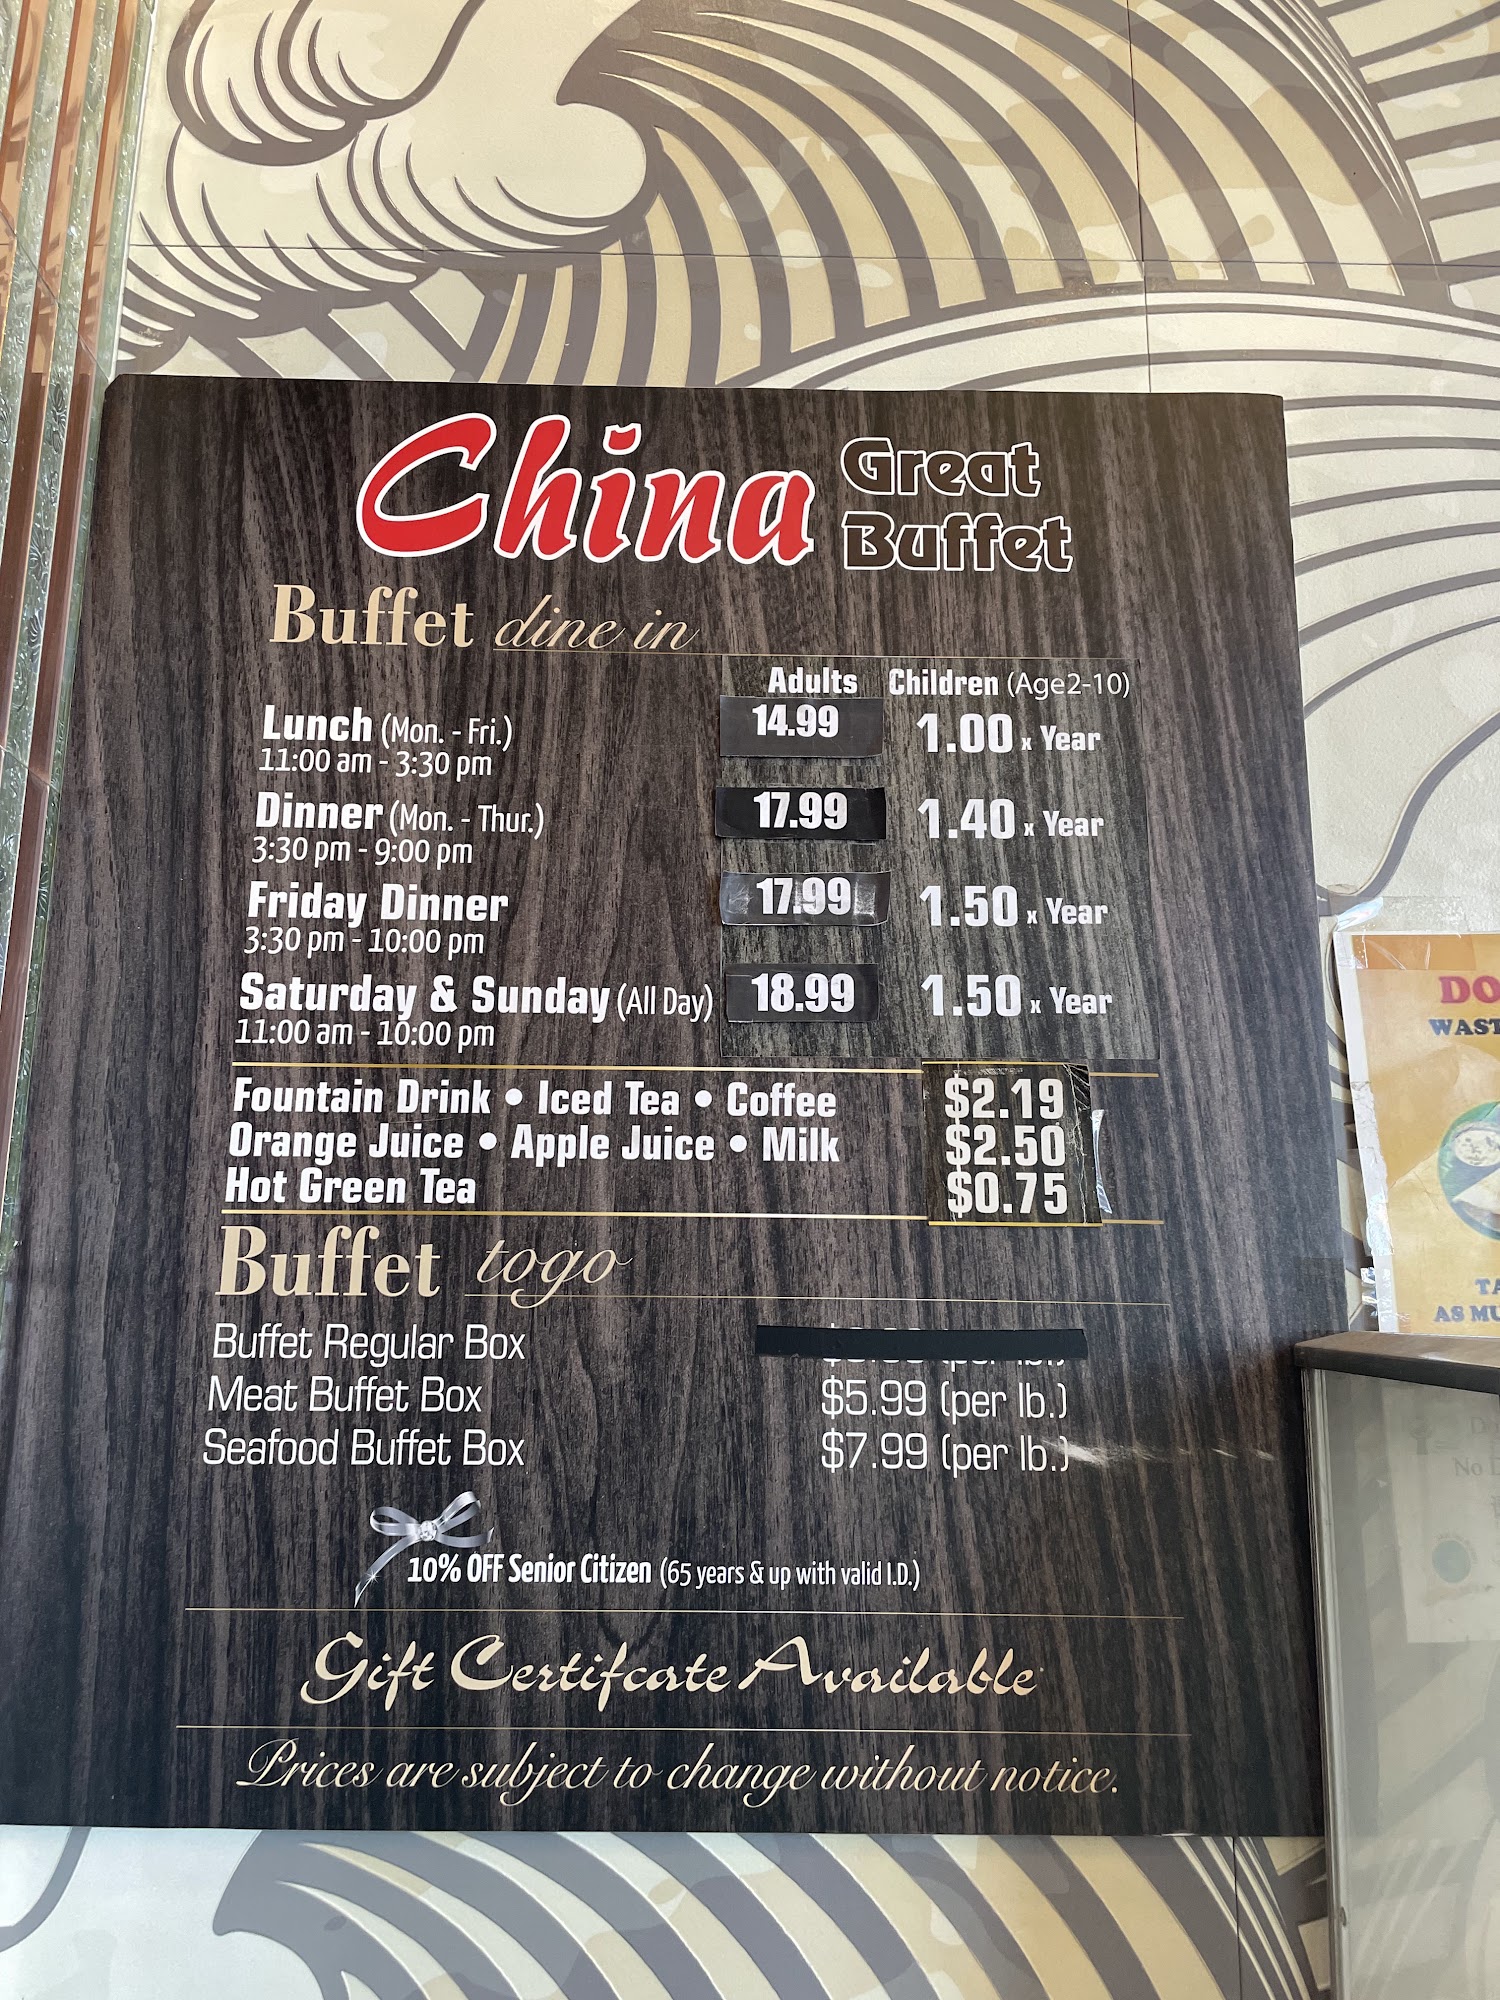 China Great Buffet
Buffet dine in
Adults Children (Age2-10)
Lunch (Mon. - Fri.) 14.99 1.00 x Year
11:00 am - 3:30 pm
Dinner (Mon. - Thur.) 17.99 1.40 x Year
3:30 pm - 9:00 pm
Friday Dinner 17.99 1.50 x Year
3:30 pm - 10:00 pm
Saturday & Sunday (All Day) 18.99 1.50 x Year
11:00 am - 10:00 pm
Fountain Drink • Iced Tea • Coffee $2.19
Orange Juice • Apple Juice • Milk $2.50
Hot Green Tea $0.75
Buffet togo
Buffet Regular Box
Meat Buffet Box $5.99 (per lb.)
Seafood Buffet Box $7.99 (per lb.)
10% OFF Senior Citizen (65 years & up with valid I.D.)
Gift Certifcate Available
Prices are subject to change without notice.
DO
WAST
TA
AS MU
No